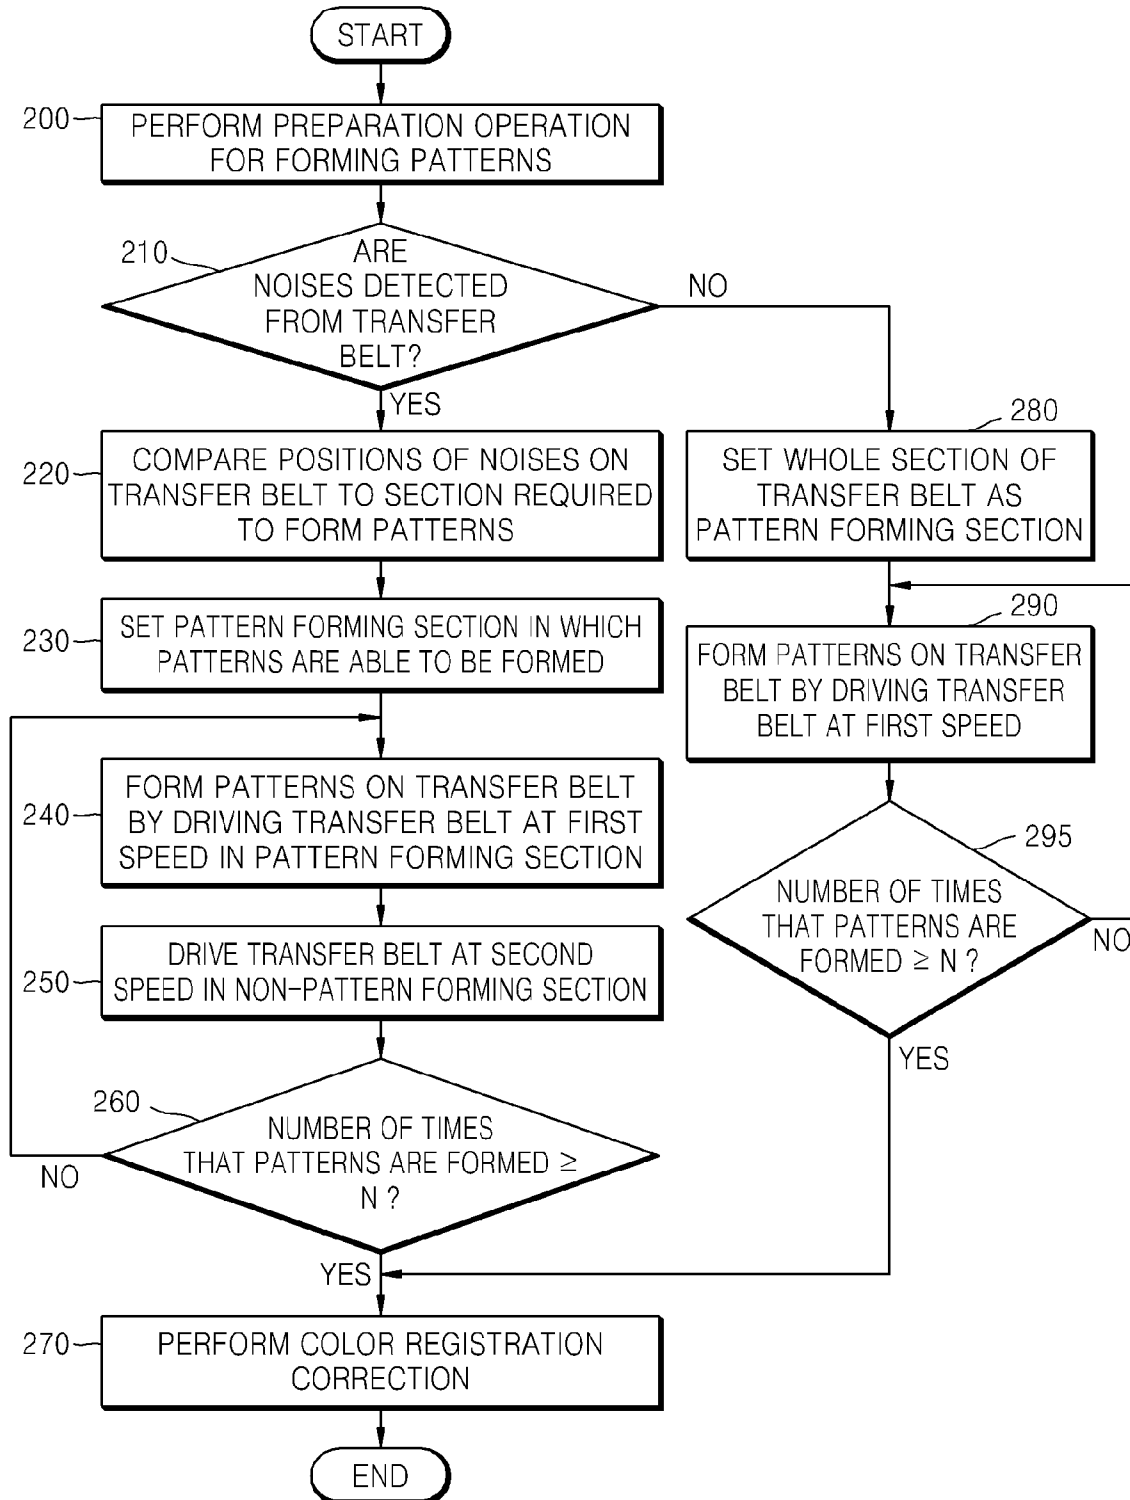 START
200
PERFORM PREPARATION OPERATION
FOR FORMING PATTERNS
210
ARE
NOISES DETECTED
FROM TRANSFER
BELT?
NO
YES
220
COMPARE POSITIONS OF NOISES ON
TRANSFER BELT TO SECTION REQUIRED
TO FORM PATTERNS
230
SET PATTERN FORMING SECTION IN WHICH
PATTERNS ARE ABLE TO BE FORMED
240
FORM PATTERNS ON TRANSFER BELT
BY DRIVING TRANSFER BELT AT FIRST
SPEED IN PATTERN FORMING SECTION
250
DRIVE TRANSFER BELT AT SECOND
SPEED IN NON-PATTERN FORMING SECTION
260
NUMBER OF TIMES
THAT PATTERNS ARE FORMED ≥
N ?
NO
YES
280
SET WHOLE SECTION OF
TRANSFER BELT AS
PATTERN FORMING SECTION
290
FORM PATTERNS ON TRANSFER
BELT BY DRIVING TRANSFER
BELT AT FIRST SPEED
295
NUMBER OF TIMES
THAT PATTERNS ARE
FORMED ≥ N ?
NO
YES
270
PERFORM COLOR REGISTRATION
CORRECTION
END